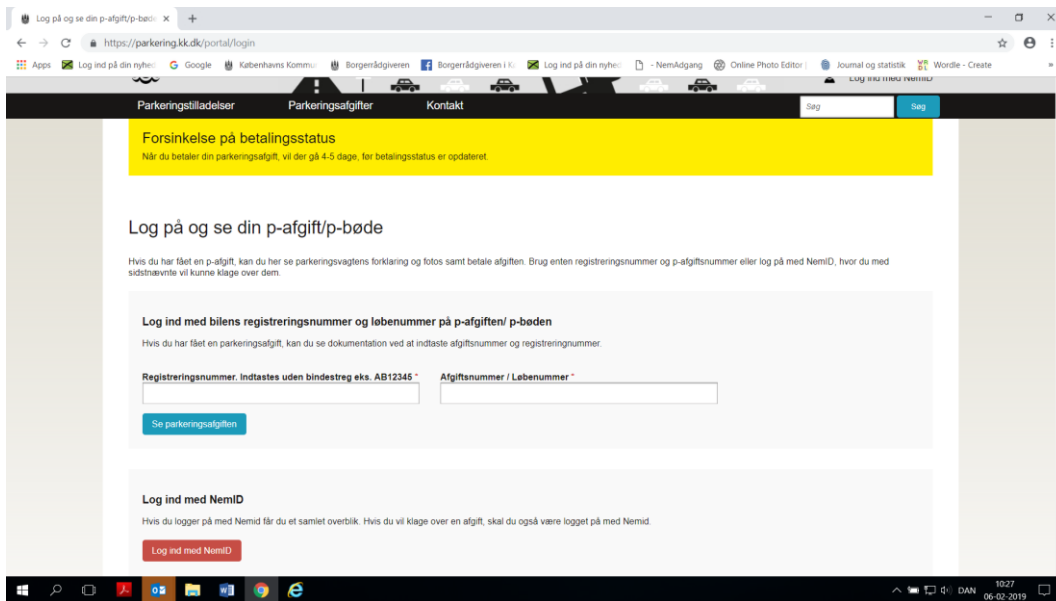 Log på og se din p-afgift/p-bøde
https://parkering.kk.dk/portal/login
Apps Log ind på din nyhed Google Københavns Kommu Borgerrådgiveren Borgerrådgiveren i K Log ind på din nyhed - NemAdgang Online Photo Editor | Journal og statistik Wordle - Create »
Log ind med NemID
Parkeringstilladelser Parkeringsafgifter Kontakt Søg Søg
Forsinkelse på betalingsstatus
Når du betaler din parkeringsafgift, vil der gå 4-5 dage, før betalingsstatus er opdateret.
Log på og se din p-afgift/p-bøde
Hvis du har fået en p-afgift, kan du her se parkeringsvagtens forklaring og fotos samt betale afgiften. Brug enten registreringsnummer og p-afgiftsnummer eller log på med NemID, hvor du med
sidstnævnte vil kunne klage over dem.
Log ind med bilens registreringsnummer og løbenummer på p-afgiften/ p-bøden
Hvis du har fået en parkeringsafgift, kan du se dokumentation ved at indtaste afgiftsnummer og registreringnummer.
Registreringsnummer. Indtastes uden bindestreg eks. AB12345 * Afgiftsnummer / Løbenummer *
Se parkeringsafgiften
Log ind med NemID
Hvis du logger på med Nemid får du et samlet overblik. Hvis du vil klage over en afgift, skal du også være logget på med Nemid.
Log ind med NemID
DAN 10:27
06-02-2019